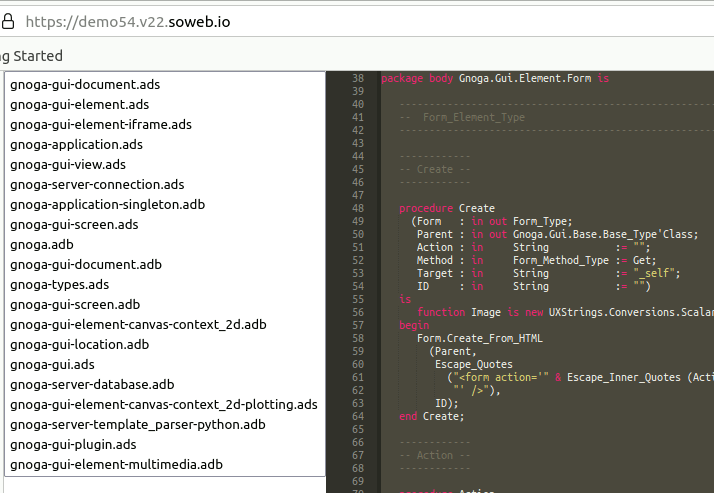 https://demo54.v22.soweb.io
g Started
gnoga-gui-document.ads
gnoga-gui-element.ads
gnoga-gui-element-iframe.ads
gnoga-application.ads
gnoga-gui-view.ads
gnoga-server-connection.ads
gnoga-application-singleton.adb
gnoga-gui-screen.ads
gnoga.adb
gnoga-gui-document.adb
gnoga-types.ads
gnoga-gui-screen.adb
gnoga-gui-element-canvas-context_2d.adb
gnoga-gui-location.adb
gnoga-gui.ads
gnoga-server-database.adb
gnoga-gui-element-canvas-context_2d-plotting.ads
gnoga-server-template_parser-python.adb
gnoga-gui-plugin.ads
gnoga-gui-element-multimedia.adb
38 package body Gnoga.Gui.Element.Form is
39
40 ---------------------------------------------------
41 --  Form_Element_Type
42 ---------------------------------------------------
43
44 ------------
45 -- Create --
46 ------------
47
48 procedure Create
49 (Form   : in out Form_Type;
50 Parent : in out Gnoga.Gui.Base.Base_Type'Class;
51 Action : in     String           := "";
52 Method : in     Form_Method_Type := Get;
53 Target : in     String           := "_self";
54 ID     : in     String           := "")
55 is
56 function Image is new UXStrings.Conversions.Scalar
57 begin
58 Form.Create_From_HTML
59 (Parent,
60 Escape_Quotes
61 ("<form action='" & Escape_Inner_Quotes (Acti
62 "' />"),
63 ID);
64 end Create;
65
66 ------------
67 -- Action --
68 ------------
69
70 procedure Action